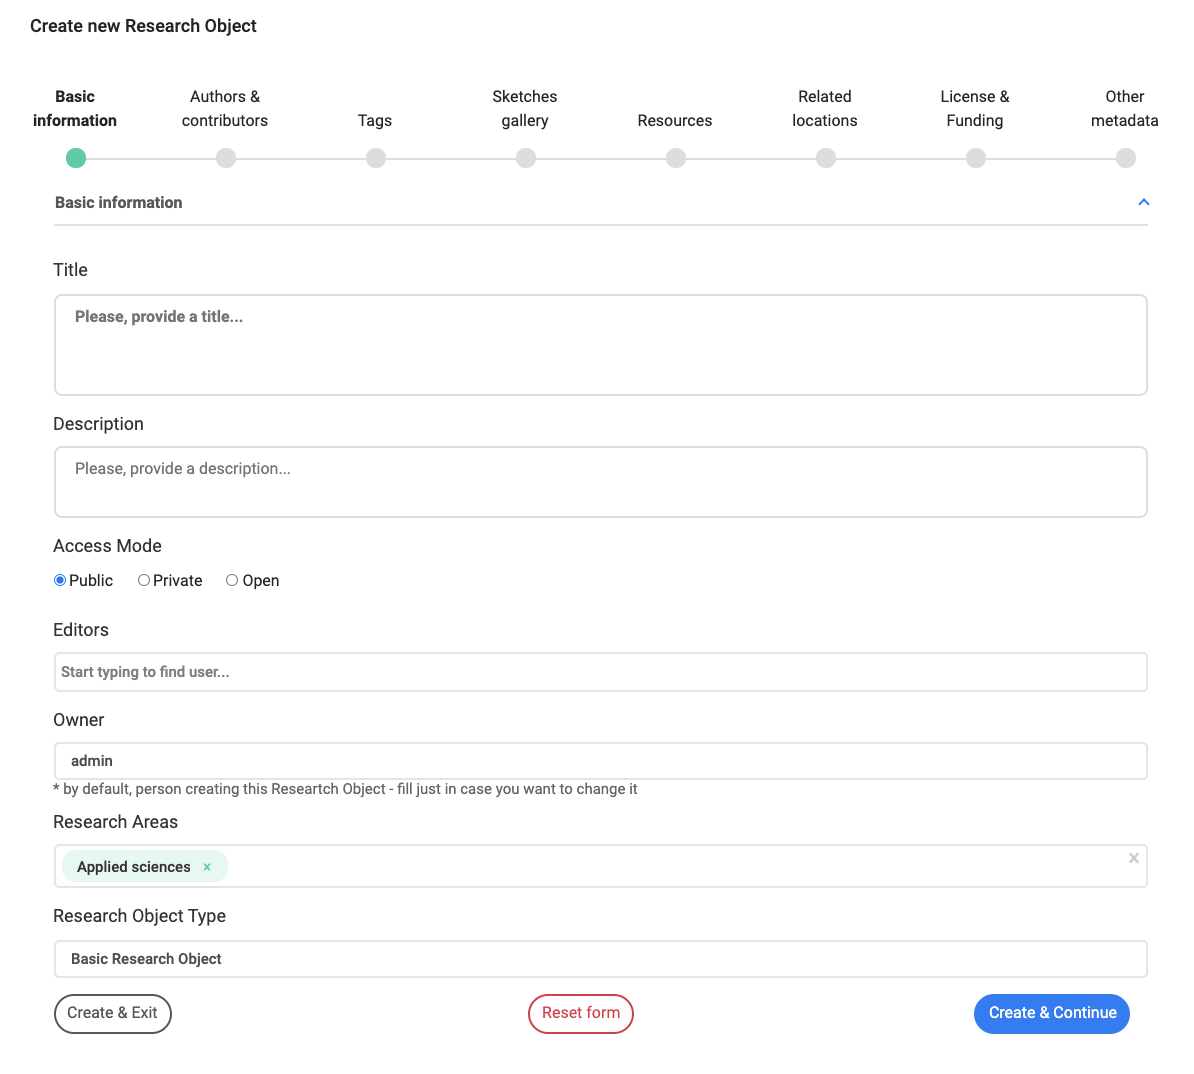 Create new Research Object
Basic information
Authors & contributors
Tags
Sketches gallery
Resources
Related locations
License & Funding
Other metadata
Basic information
Title
Please, provide a title...
Description
Please, provide a description...
Access Mode
Public Private Open
Editors
Start typing to find user...
Owner
admin
* by default, person creating this Researtch Object - fill just in case you want to change it
Research Areas
Applied sciences ×
×
Research Object Type
Basic Research Object
Create & Exit
Reset form
Create & Continue